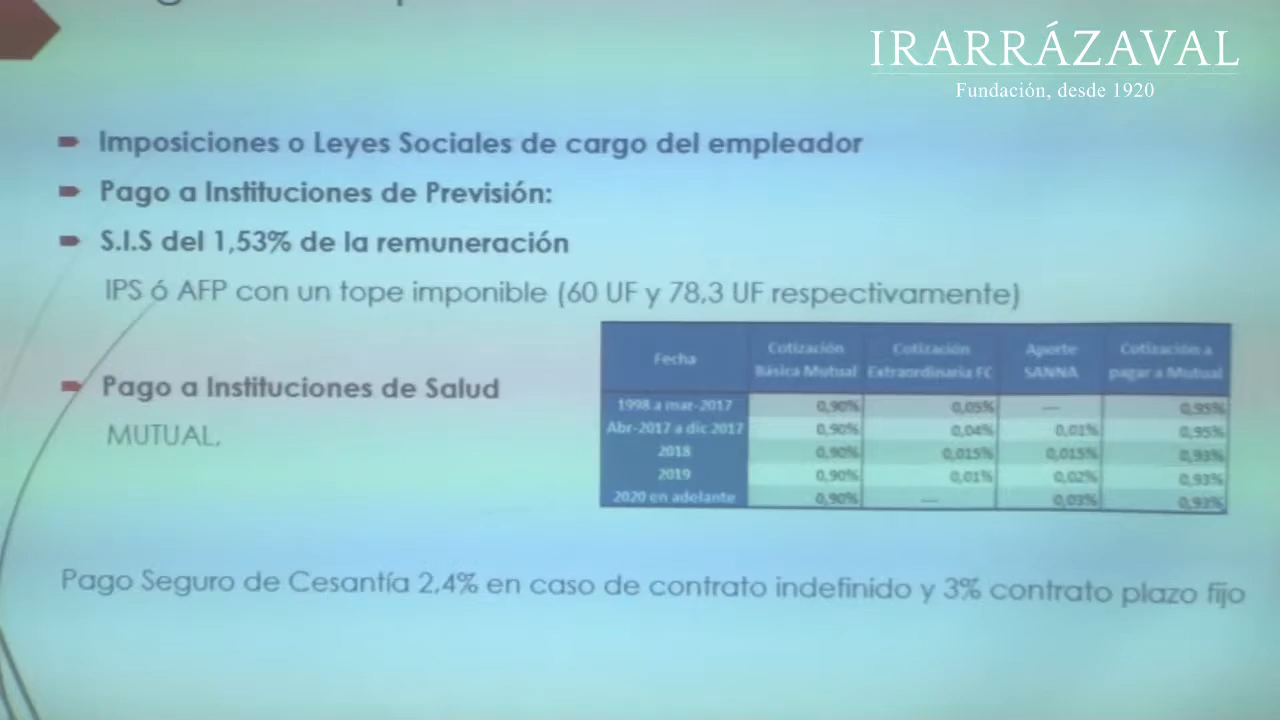 IRARRÁZAVAL
Fundación, desde 1920
Imposiciones o Leyes Sociales de cargo del empleador
Pago a Instituciones de Previsión:
S.I.S del 1,53% de la remuneración
IPS ó AFP con un tope imponible (60 UF y 78,3 UF respectivamente)
Pago a Instituciones de Salud
MUTUAL.
Fecha Cotización Básica Mutual Cotización Extraordinaria FC Aporte SANNA Cotización a pagar a Mutual
1998 a mar-2017 0,90% 0,05% — 0,95%
Abr-2017 a dic 2017 0,90% 0,04% 0,01% 0,95%
2018 0,90% 0,015% 0,015% 0,93%
2019 0,90% 0,01% 0,02% 0,93%
2020 en adelante 0,90% — 0,03% 0,93%
Pago Seguro de Cesantía 2,4% en caso de contrato indefinido y 3% contrato plazo fijo